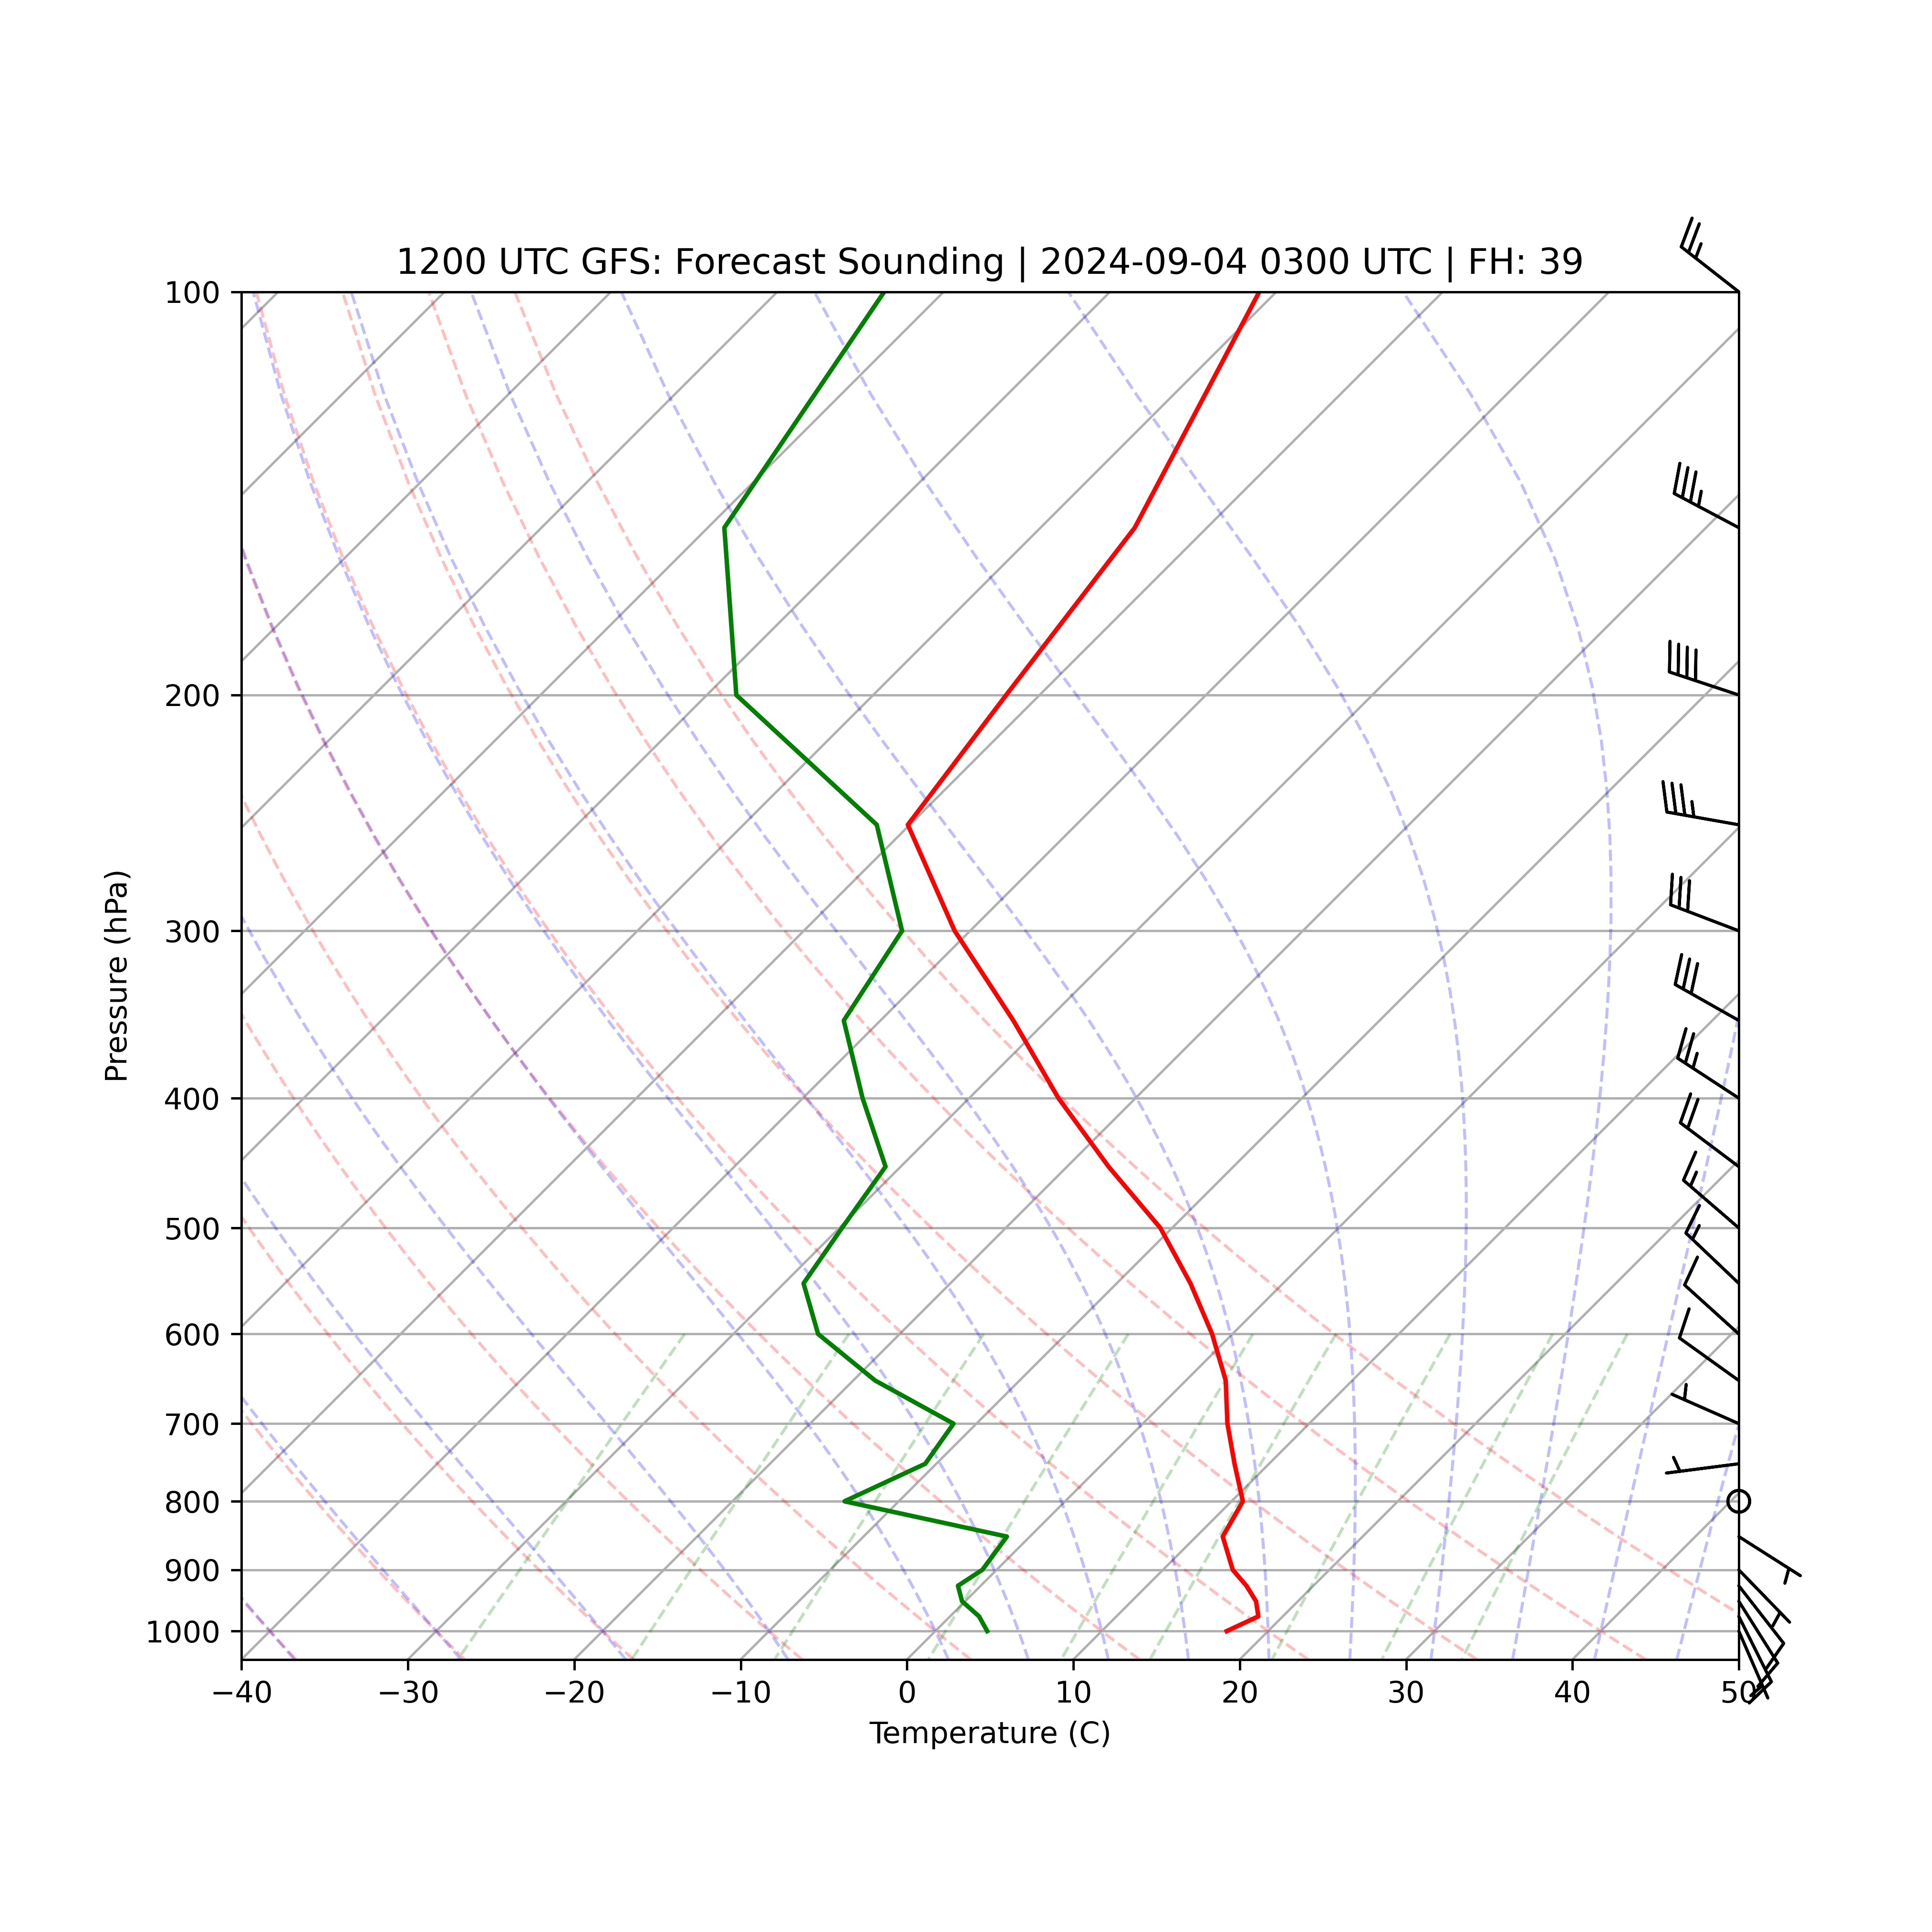 1200 UTC GFS: Forecast Sounding | 2024-09-04 0300 UTC | FH: 39
100
200
300
400
500
600
700
800
900
1000
Pressure (hPa)
−40 −30 −20 −10 0 10 20 30 40 50
Temperature (C)